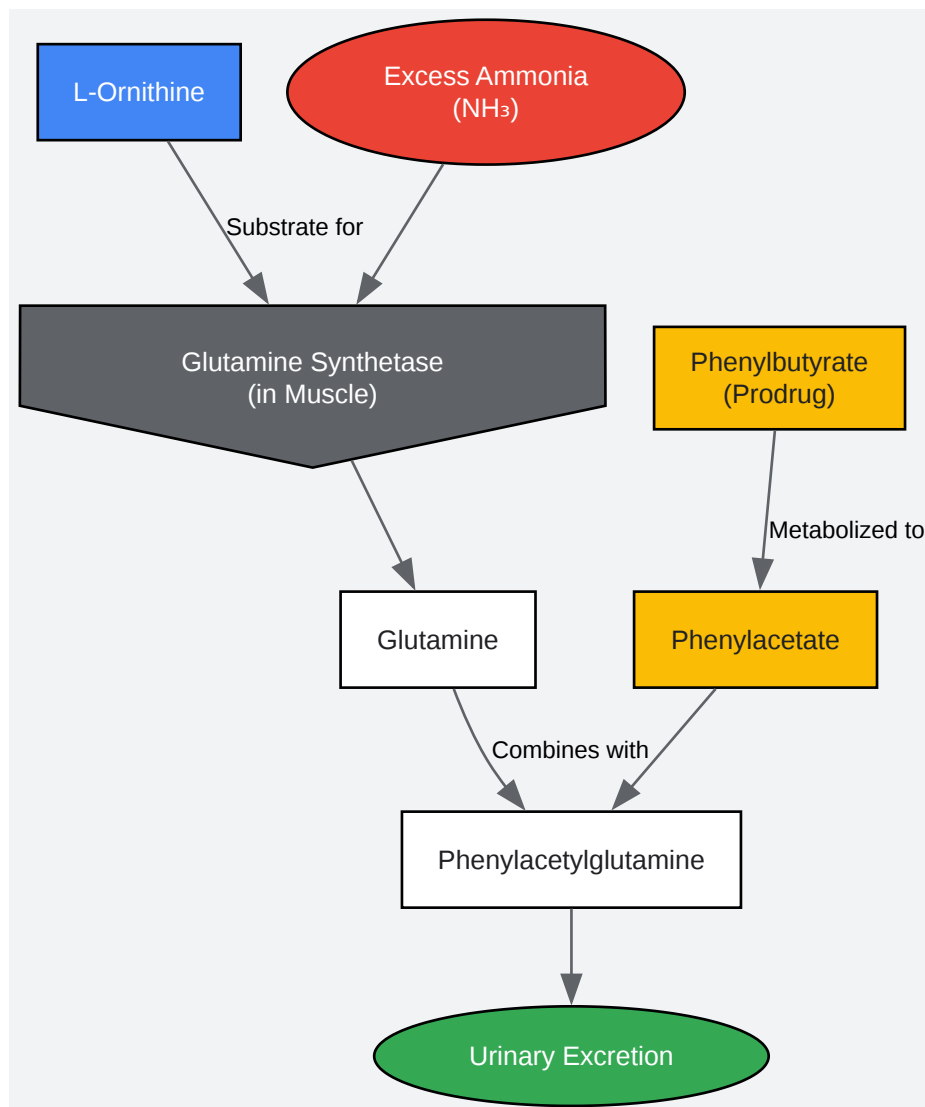 L-Ornithine
Excess Ammonia
(NH₃)
Substrate for
Glutamine Synthetase
(in Muscle)
Phenylbutyrate
(Prodrug)
Metabolized to
Glutamine
Phenylacetate
Combines with
Phenylacetylglutamine
Urinary Excretion